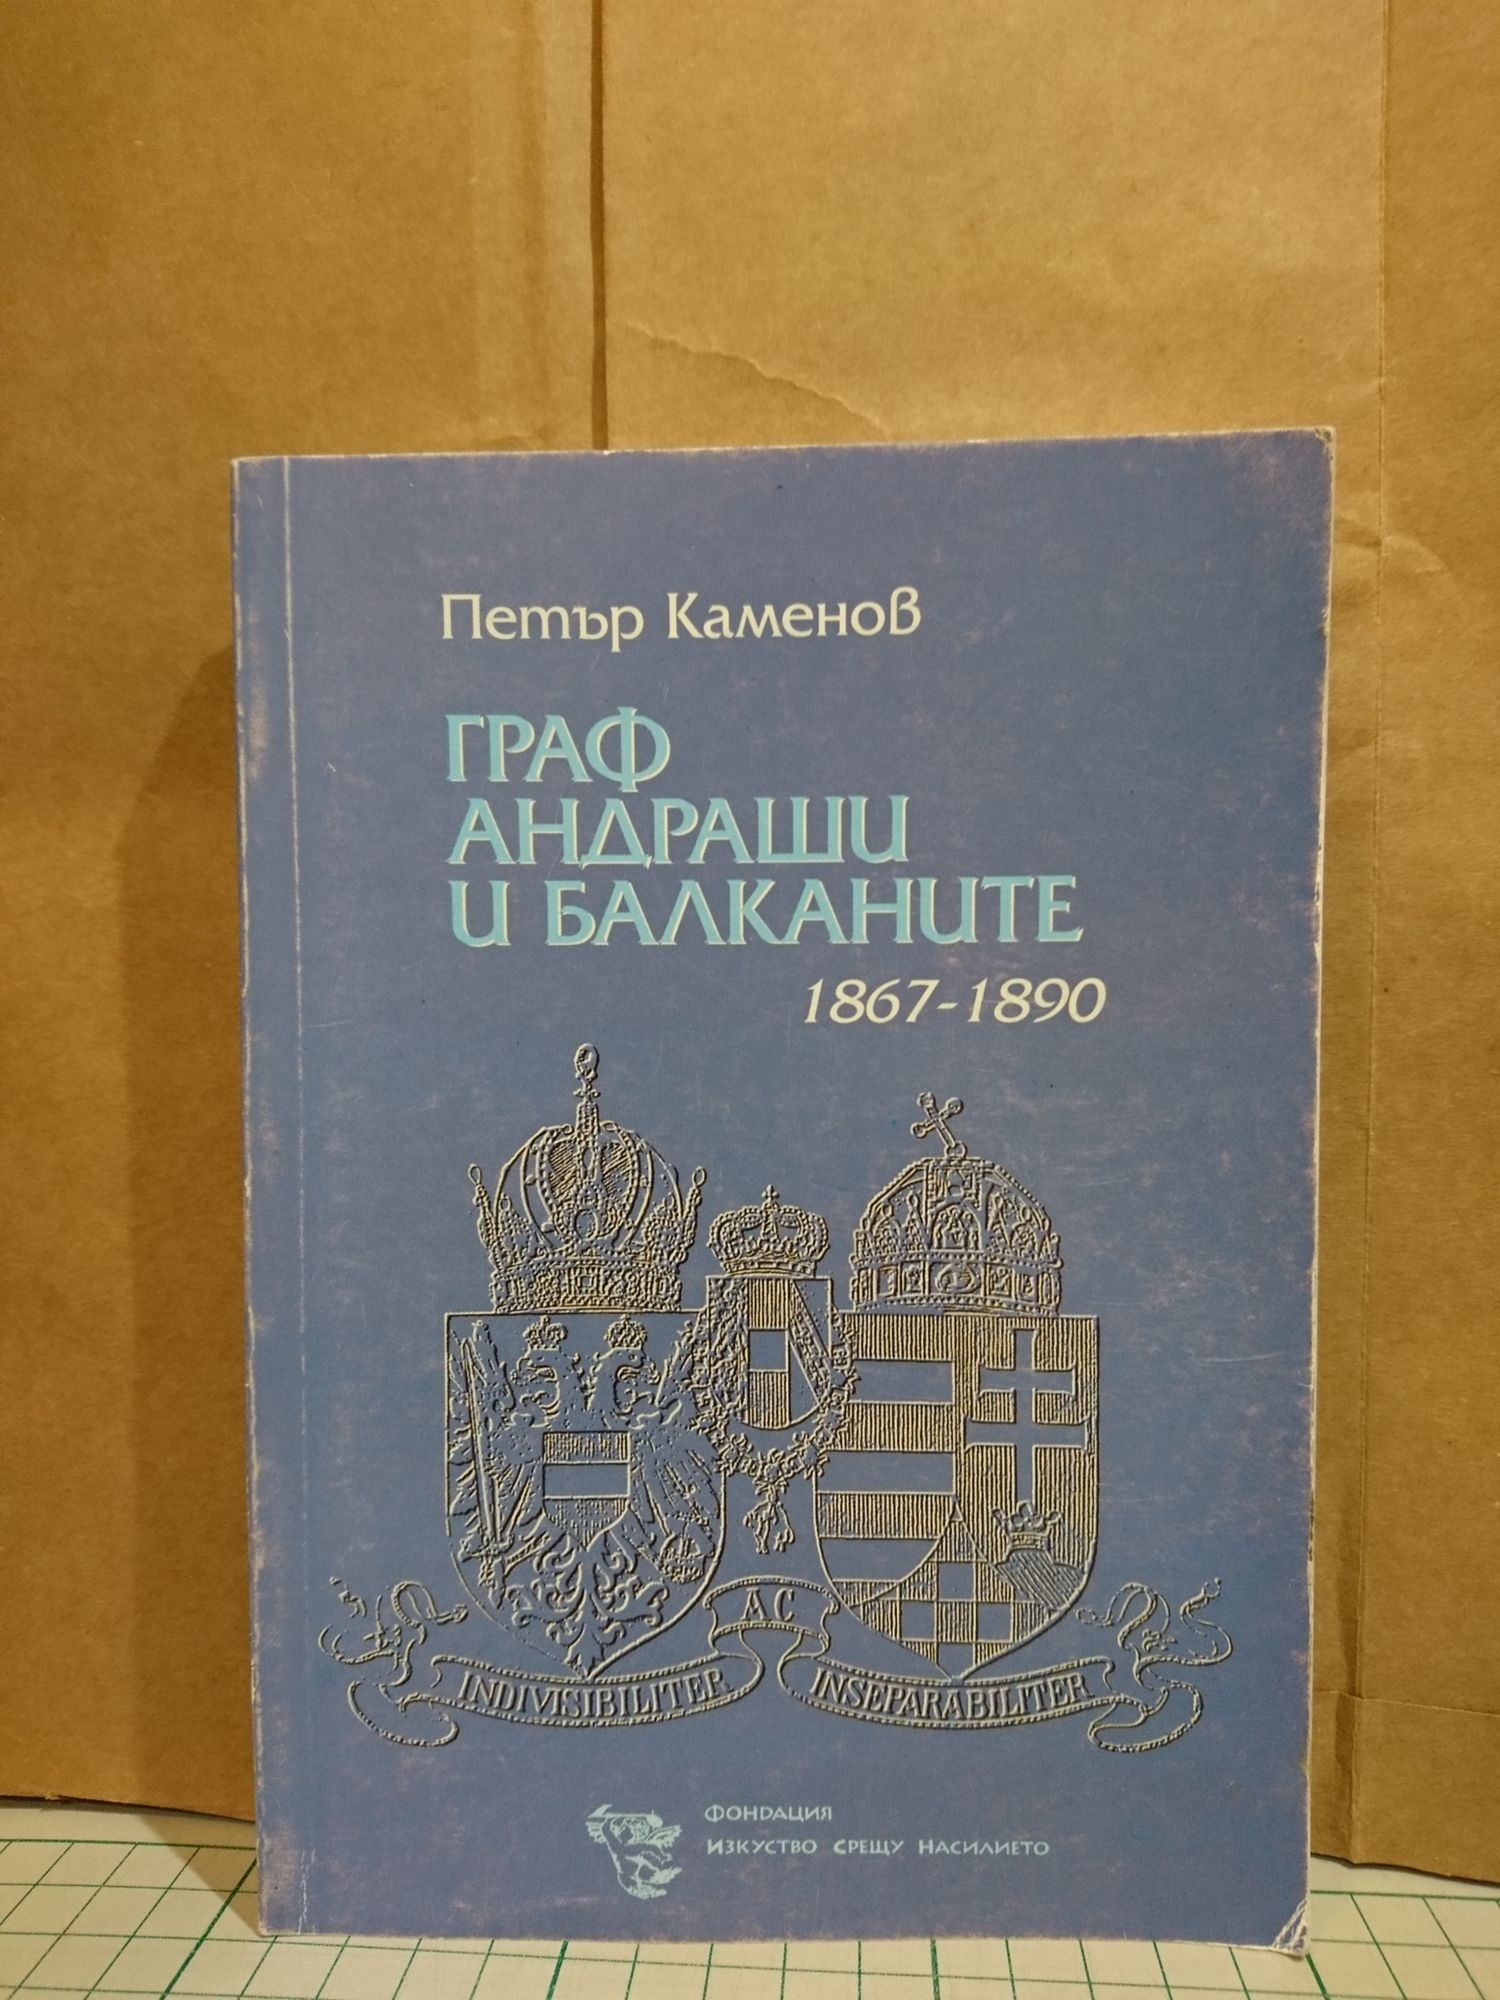 Петър Каменов
ГРАФ
АНДРАШИ
И БАЛКАНИТЕ
1867-1890
AC
INDIVISIBILITER
INSEPARABILITER
ФОНДАЦИЯ
ИЗКУСТВО СРЕЩУ НАСИЛИЕТО